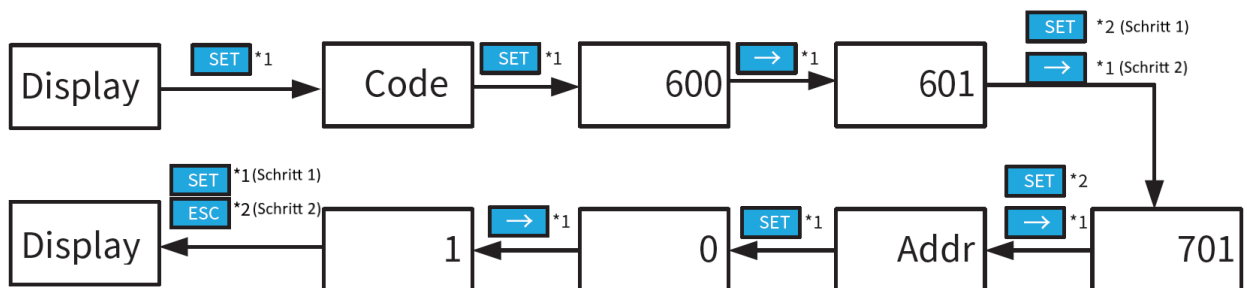 SET *2 (Schritt 1)
SET *1 SET *1 → *1 → *1 (Schritt 2)
Display Code 600 601
SET *1 (Schritt 1) SET *2
ESC *2 (Schritt 2) → *1 SET *1 → *1
Display 1 0 Addr 701